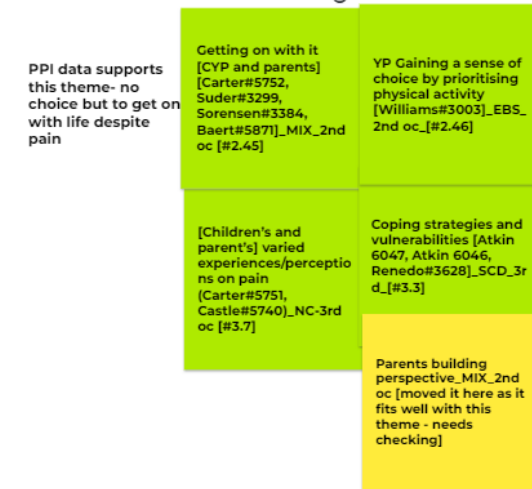 PPI data supports
this theme- no
choice but to get on
with life despite
pain
Getting on with it
[CYP and parents]
[Carter#5752,
Suder#3299,
Sorensen#3384,
Baert#5871]_MIX_2nd
oc [#2.45]
YP Gaining a sense of
choice by prioritising
physical activity
[Williams#3003]_EBS_
2nd oc_[#2.46]
[Children's and
parent's] varied
experiences/perceptio
ns on pain
(Carter#5751,
Castle#5740)_NC-3rd
oc [#3.7]
Coping strategies and
vulnerabilities [Atkin
6047, Atkin 6046,
Renedo#3628]_SCD_3r
d_[#3.3]
Parents building
perspective_MIX_2nd
oc [moved it here as it
fits well with this
theme - needs
checking]